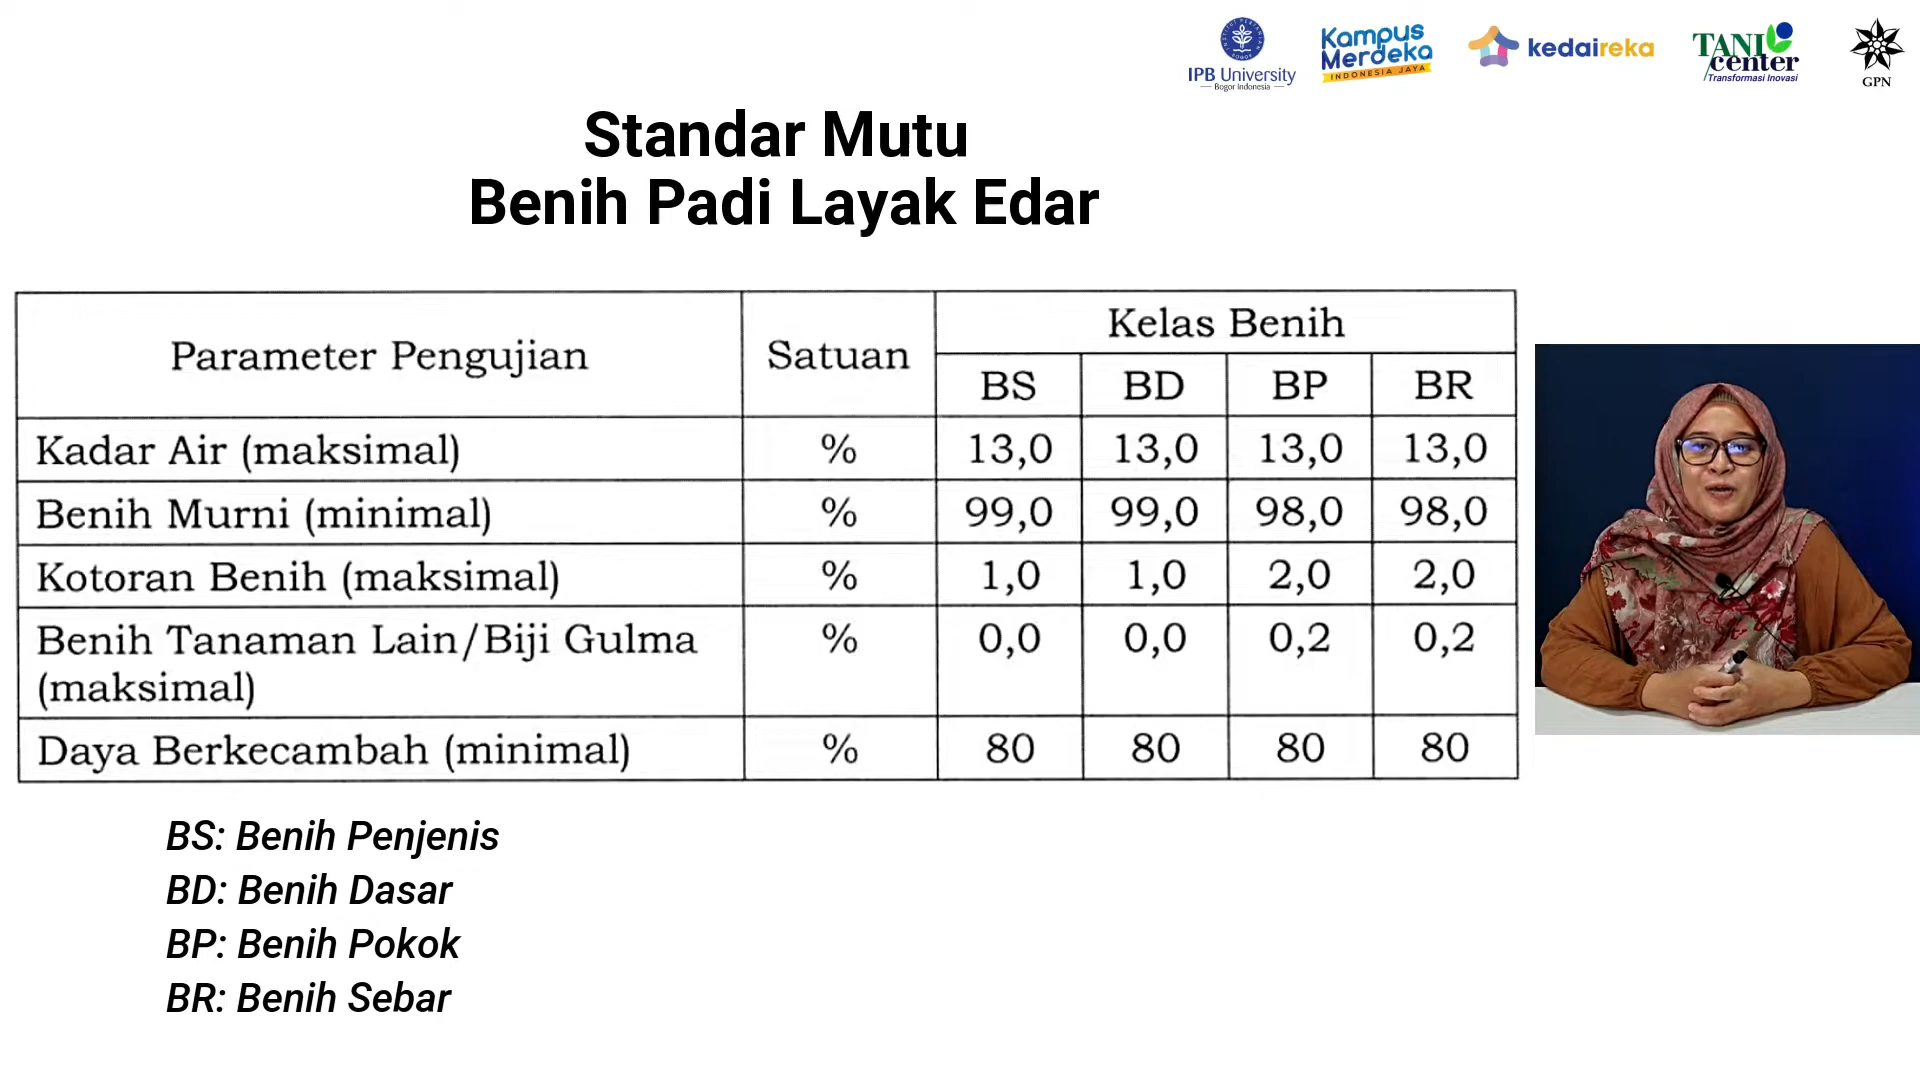 IPB University
Bogor Indonesia
Kampus
Merdeka
INDONESIA JAYA
kedaireka
TANI
center
Transformasi Inovasi
GPN
Standar Mutu
Benih Padi Layak Edar
Parameter Pengujian Satuan Kelas Benih
BS BD BP BR
Kadar Air (maksimal) % 13,0 13,0 13,0 13,0
Benih Murni (minimal) % 99,0 99,0 98,0 98,0
Kotoran Benih (maksimal) % 1,0 1,0 2,0 2,0
Benih Tanaman Lain/Biji Gulma % 0,0 0,0 0,2 0,2
(maksimal)
Daya Berkecambah (minimal) % 80 80 80 80
BS: Benih Penjenis
BD: Benih Dasar
BP: Benih Pokok
BR: Benih Sebar